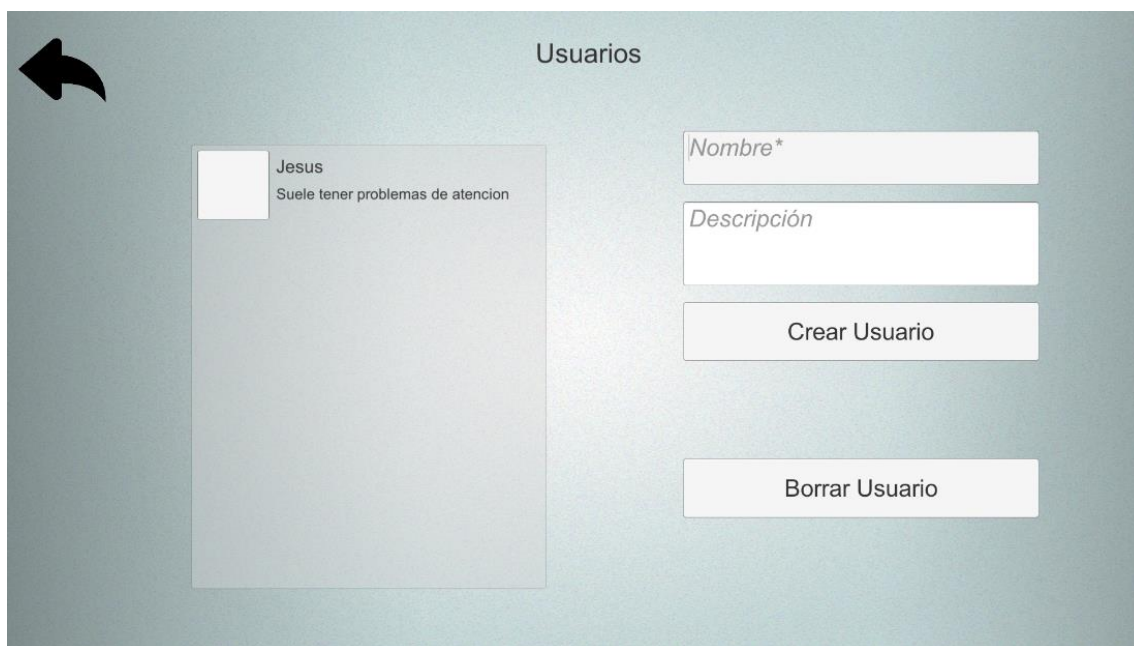 Usuarios
Jesus
Suele tener problemas de atencion
Nombre*
Descripción
Crear Usuario
Borrar Usuario